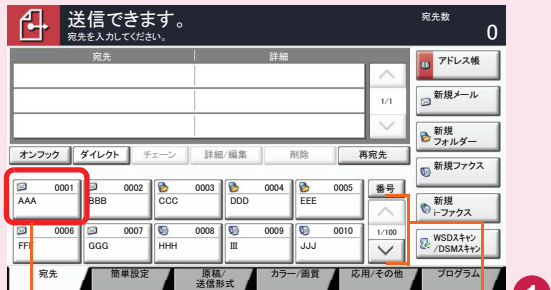 送信できます。
宛先を入力してください。
宛先数
0
宛先 詳細
1/1
アドレス帳
新規メール
新規
フォルダー
新規ファクス
新規
i-ファクス
WSDスキャン
/DSMスキャン
オンフック ダイレクト チェーン 詳細/編集 削除 再宛先
0001 0002 0003 0004 0005 番号
AAA BBB CCC DDD EEE
0006 0007 0008 0009 0010 1/100
FFF GGG HHH III JJJ
宛先 簡単設定 原稿/
送信形式 カラー/画質 応用/その他 プログラム
1